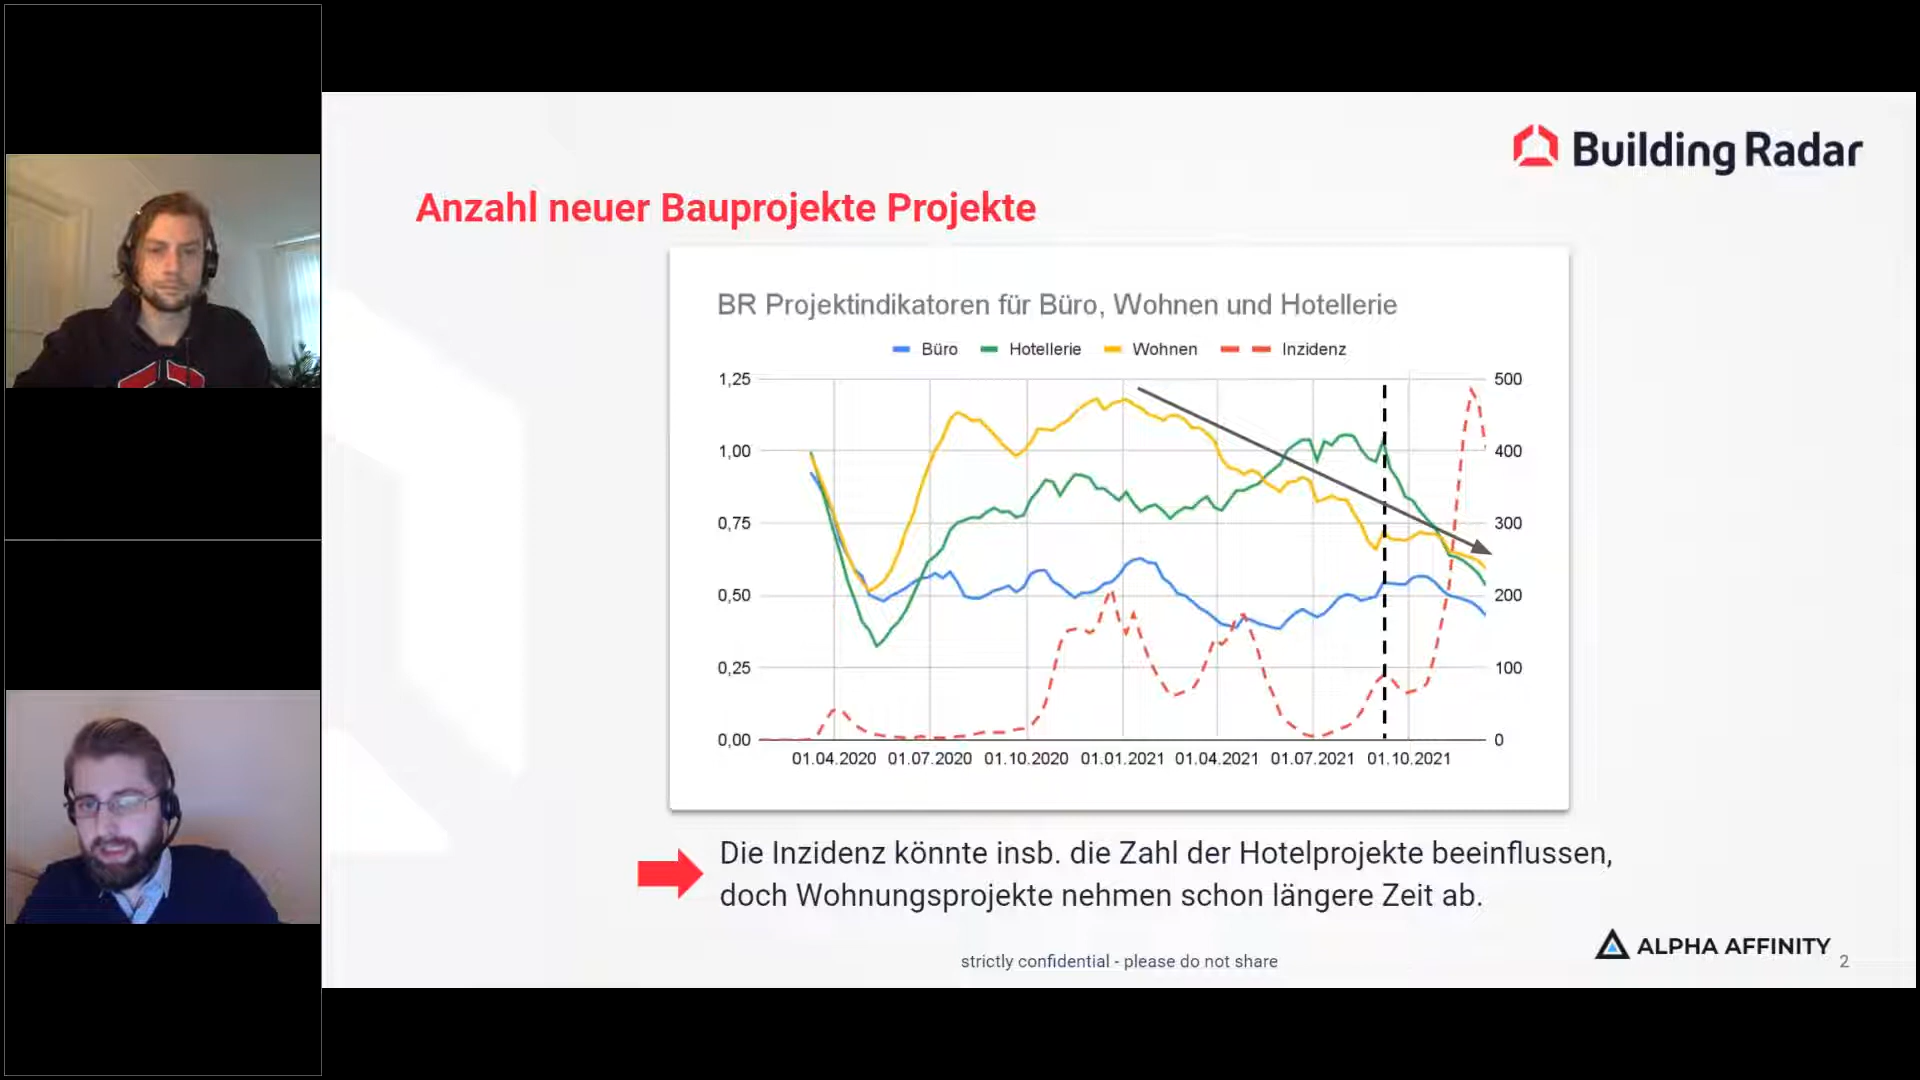 Building Radar
Anzahl neuer Bauprojekte Projekte
BR Projektindikatoren für Büro, Wohnen und Hotellerie
Büro Hotellerie Wohnen Inzidenz
1,25 500
1,00 400
0,75 300
0,50 200
0,25 100
0,00 0
01.04.2020 01.07.2020 01.10.2020 01.01.2021 01.04.2021 01.07.2021 01.10.2021
Die Inzidenz könnte insb. die Zahl der Hotelprojekte beeinflussen,
doch Wohnungsprojekte nehmen schon längere Zeit ab.
ALPHA AFFINITY
strictly confidential - please do not share
2